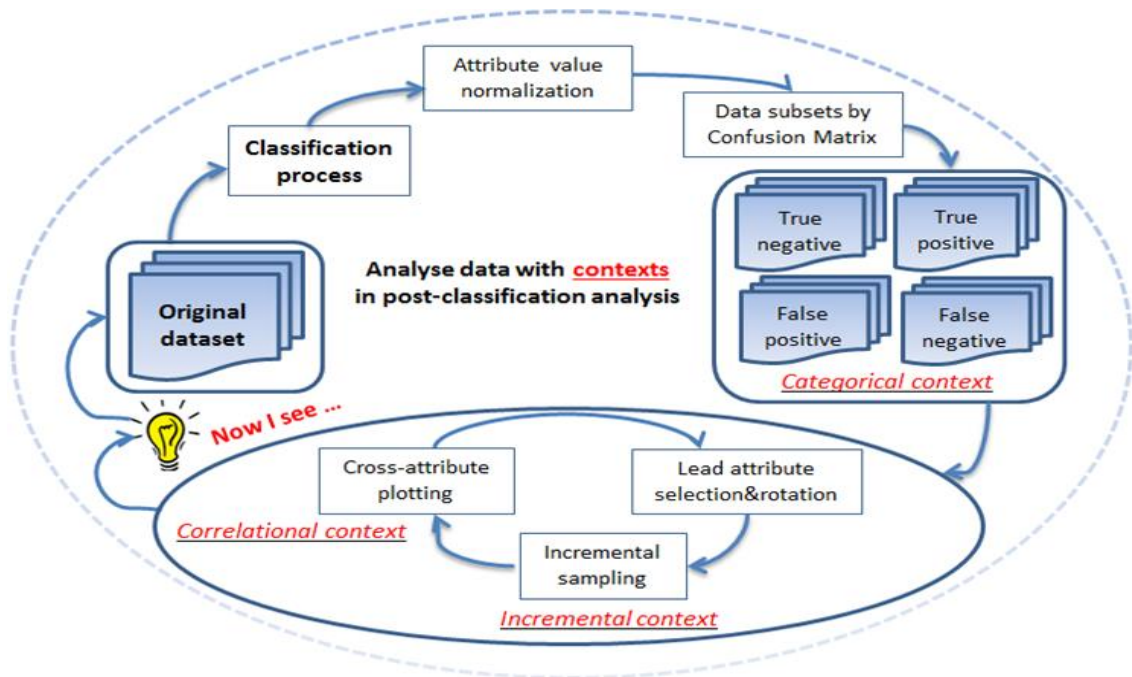 Attribute value
normalization
Data subsets by
Confusion Matrix
Classification
process
True
negative
True
positive
False
positive
False
negative
Categorical context
Analyse data with contexts
in post-classification analysis
Original
dataset
Now I see ...
Cross-attribute
plotting
Lead attribute
selection&rotation
Correlational context
Incremental
sampling
Incremental context